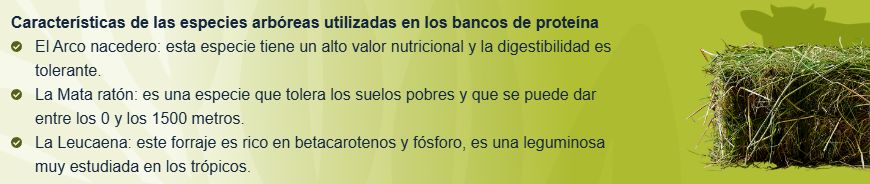 Características de las especies arbóreas utilizadas en los bancos de proteína
El Arco nacedero: esta especie tiene un alto valor nutricional y la digestibilidad es
tolerante.
La Mata ratón: es una especie que tolera los suelos pobres y que se puede dar
entre los 0 y los 1500 metros.
La Leucaena: este forraje es rico en betacarotenos y fósforo, es una leguminosa
muy estudiada en los trópicos.